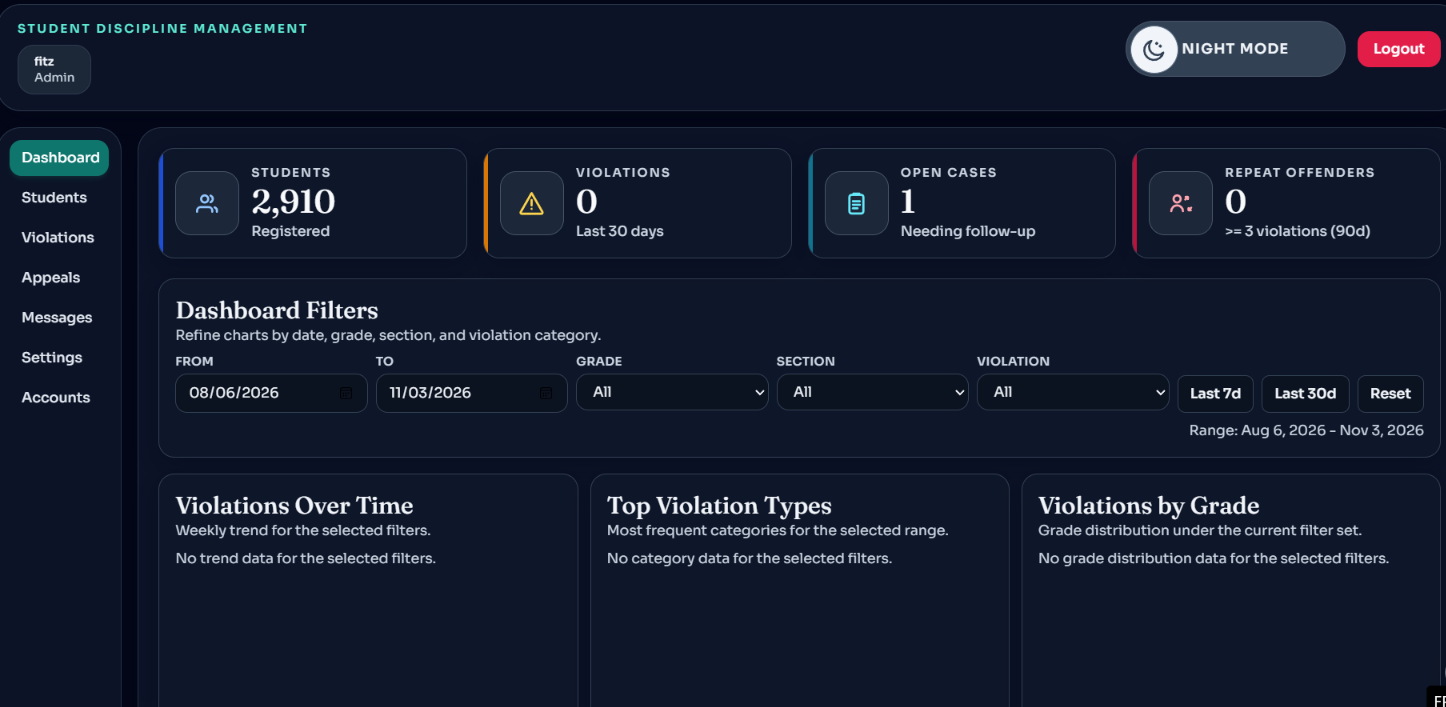 STUDENT DISCIPLINE MANAGEMENT
fitz
Admin
NIGHT MODE
Logout
Dashboard
Students
Violations
Appeals
Messages
Settings
Accounts
STUDENTS
2,910
Registered
VIOLATIONS
0
Last 30 days
OPEN CASES
1
Needing follow-up
REPEAT OFFENDERS
0
>= 3 violations (90d)
Dashboard Filters
Refine charts by date, grade, section, and violation category.
FROM TO GRADE SECTION VIOLATION
08/06/2026 11/03/2026 All All All Last 7d Last 30d Reset
Range: Aug 6, 2026 - Nov 3, 2026
Violations Over Time
Weekly trend for the selected filters.
No trend data for the selected filters.
Top Violation Types
Most frequent categories for the selected range.
No category data for the selected filters.
Violations by Grade
Grade distribution under the current filter set.
No grade distribution data for the selected filters.